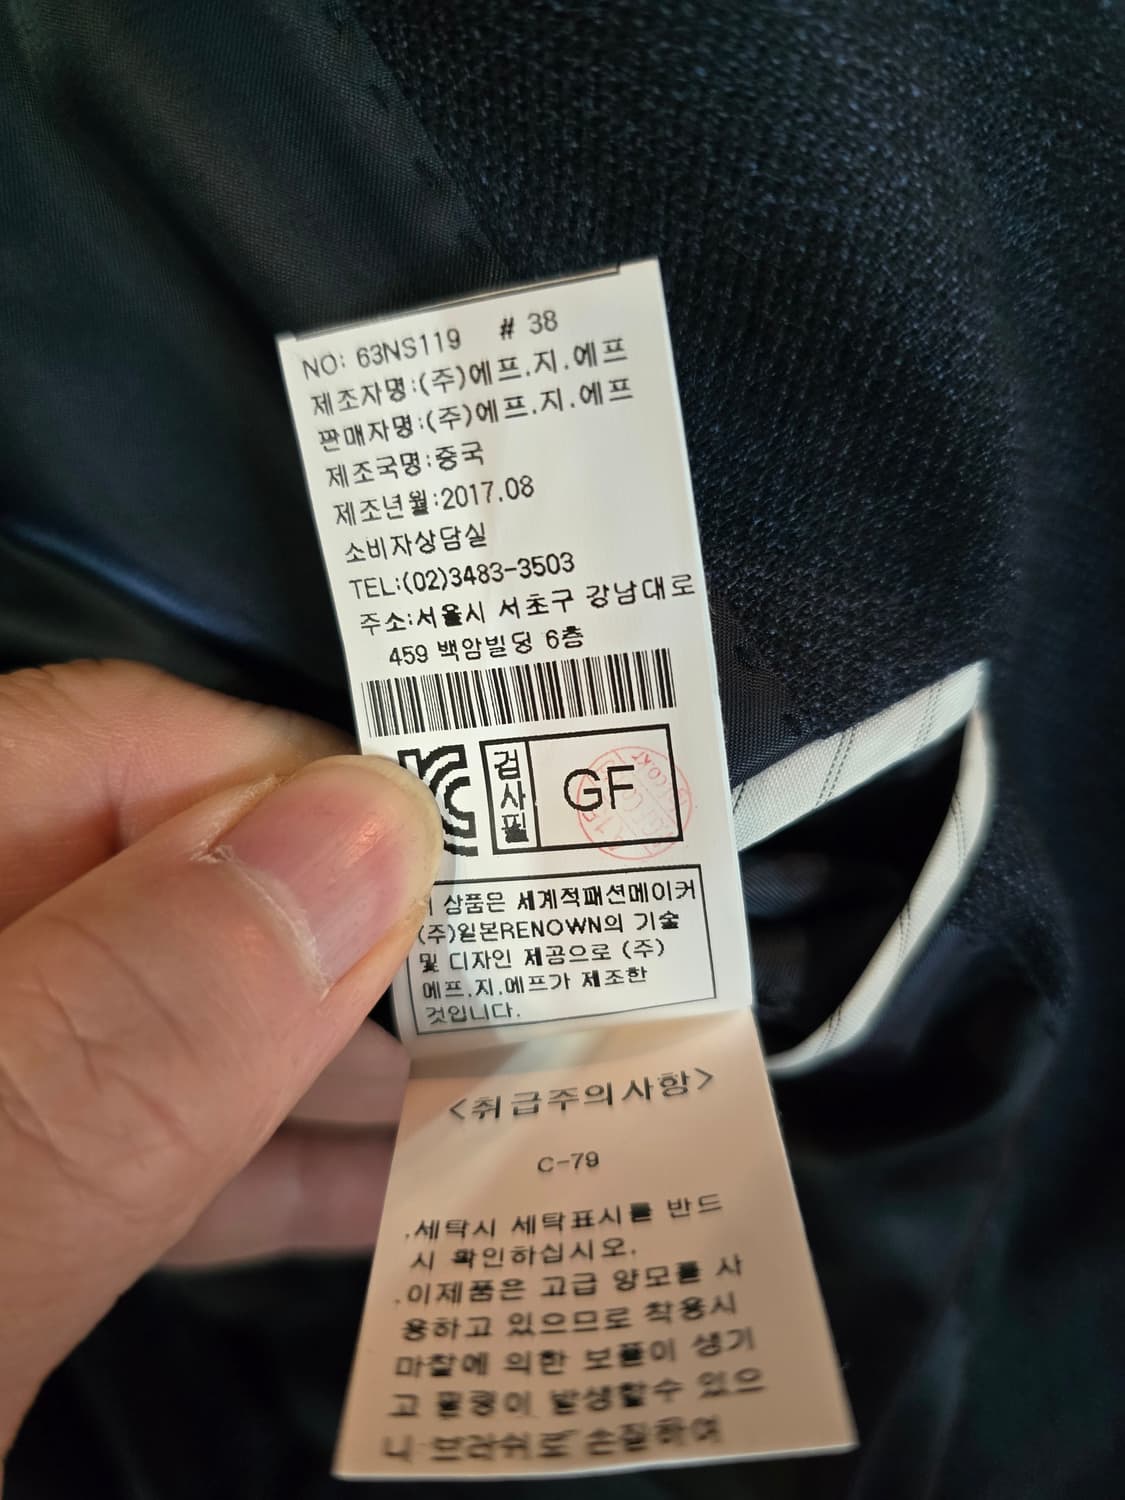 NO: 63NS119 # 38
제조자명:(주)에프.지.에프
판매자명:(주)에프.지.에프
제조국명:중국
제조년월:2017.08
소비자상담실
TEL:(02)3483-3503
주소:서울시 서초구 강남대로
459 백암빌딩 6층
검사필
GF
상품은 세계적패션메이커
(주)일본RENOWN의 기술
및 디자인 제공으로 (주)
에프.지.에프가 제조한
것입니다.
<취급주의사항>
C-79
.세탁시 세탁표시를 반드
시 확인하십시오.
.이제품은 고급 양모를 사
용하고 있으므로 착용시
마찰에 의한 보풀이 생기
고 발생할수 있으
니 브러쉬로 손질하여